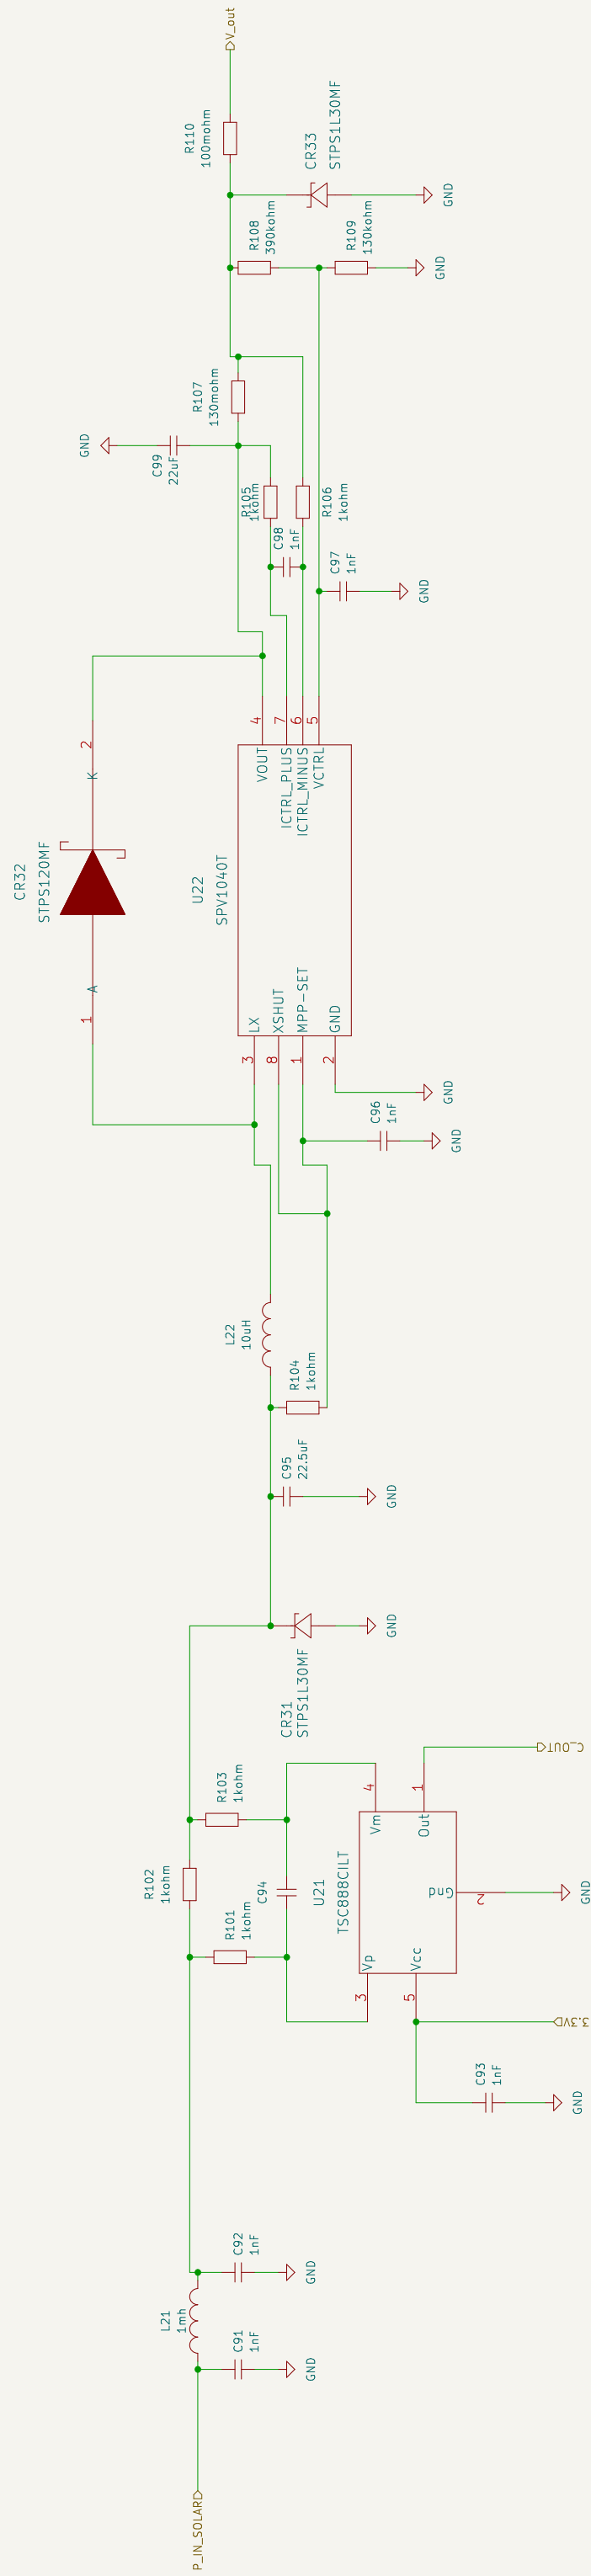 V_out
R110
100mohm
CR33
STPS1L30MF
GND
R108
390kohm
R109
130kohm
GND
R107
130mohm
GND
C99
22uF
R105
1kohm
C98
1nF
R106
1kohm
C97
1nF
GND
4
7
6
5
VOUT
ICTRL_PLUS
ICTRL_MINUS
VCTRL
2
K
CR32
STPS120MF
A
1
U22
SPV1040T
LX
XSHUT
MPP-SET
GND
3
8
1
2
GND
C96
1nF
GND
L22
10uH
R104
1kohm
C95
22.5uF
GND
CR31
STPS1L30MF
GND
C_OUT
R103
1kohm
4
1
Vm
Out
R102
1kohm
C94
U21
TSC888CILT
Gnd
2
GND
R101
1kohm
Vp
Vcc
3
5
3.3V
C93
1nF
GND
C92
1nF
GND
L21
1mh
C91
1nF
GND
P_IN_SOLAR